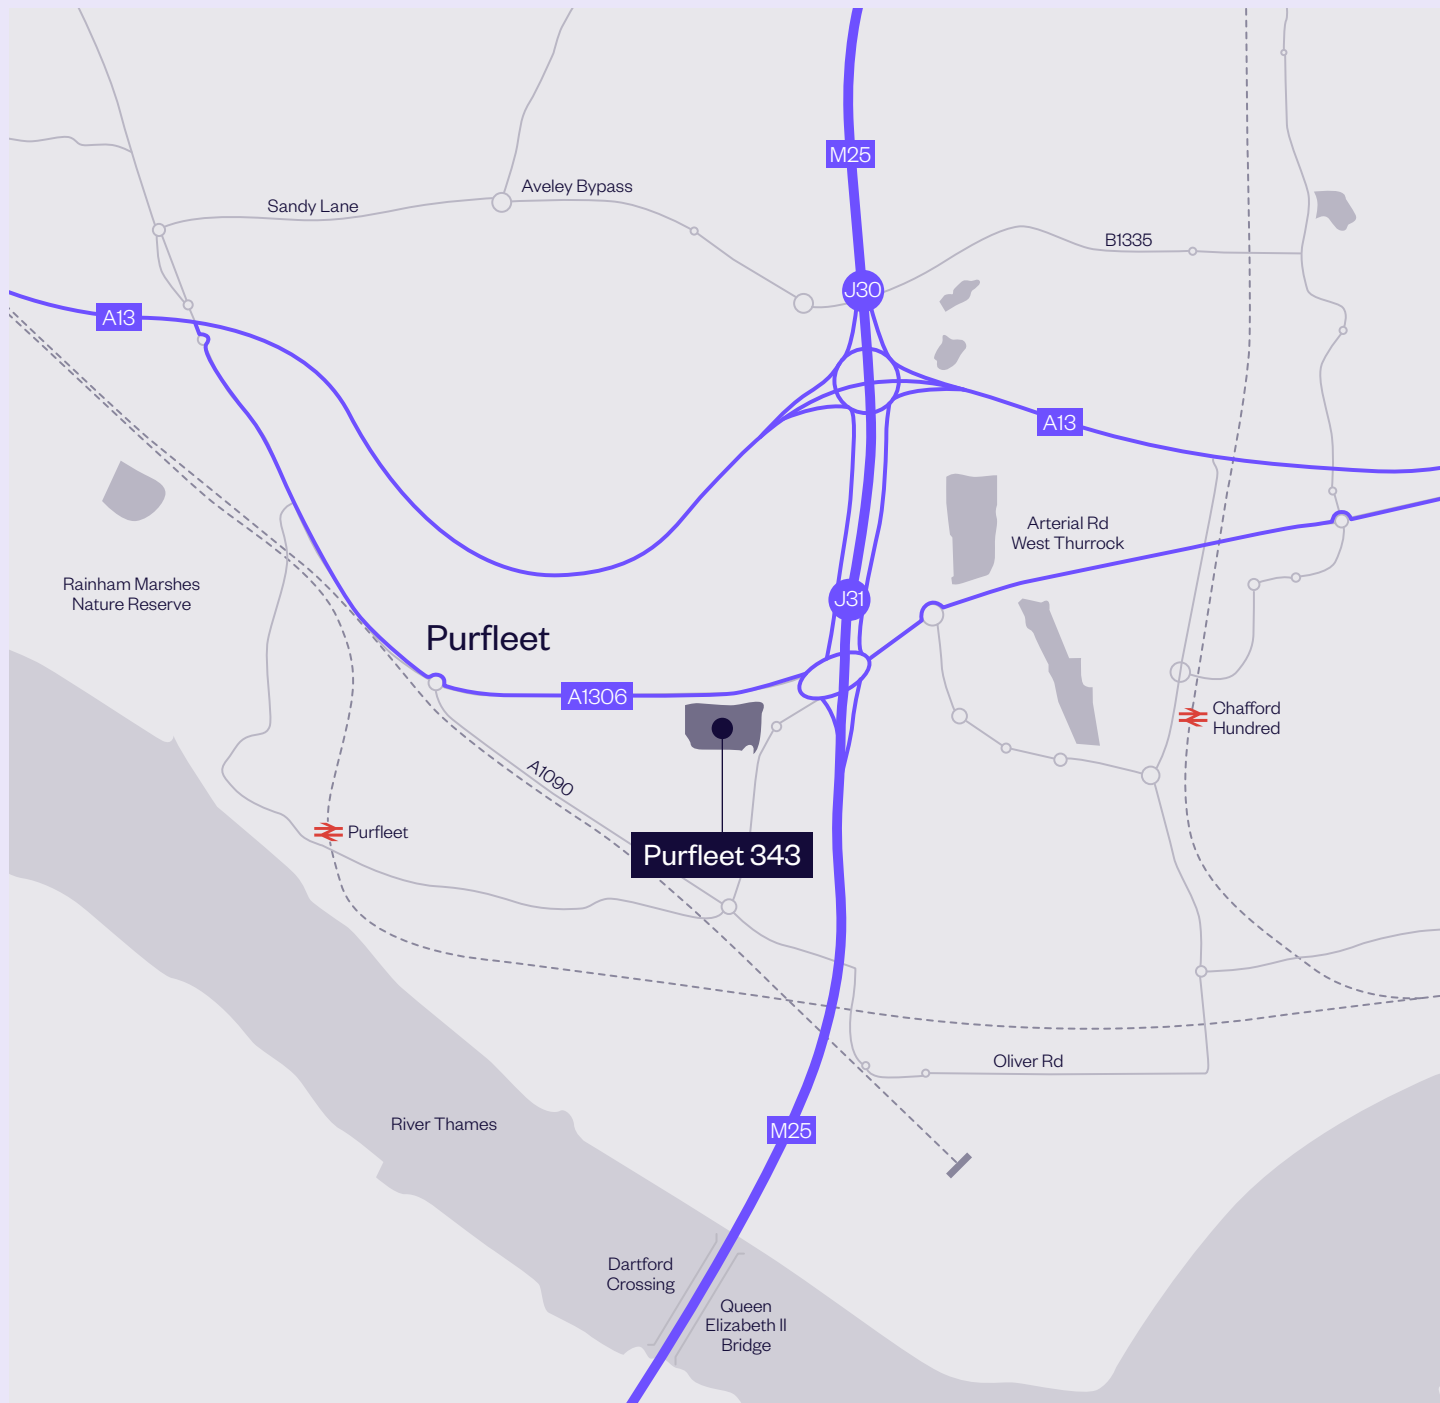 M25
Aveley Bypass
Sandy Lane
B1335
J30
A13
A13
Arterial Rd
West Thurrock
Rainham Marshes
Nature Reserve
J31
Purfleet
A1306
Chafford
Hundred
A1090
Purfleet
Purfleet 343
Oliver Rd
River Thames
M25
Dartford
Crossing
Queen
Elizabeth II
Bridge